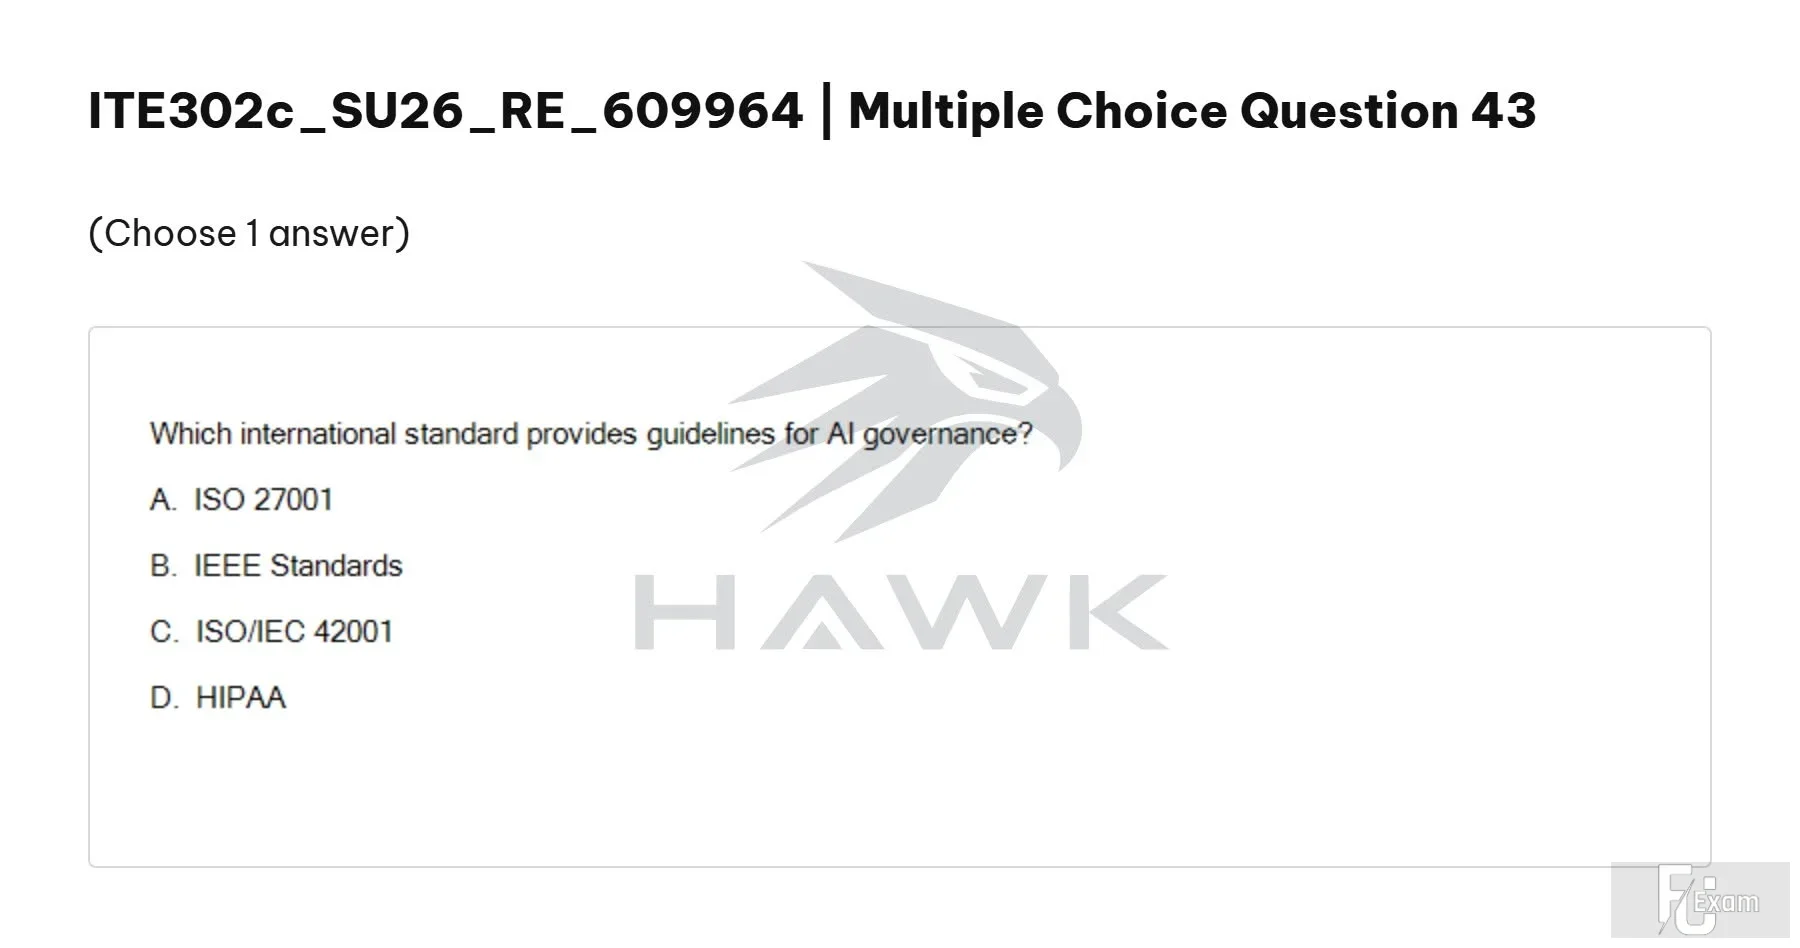 ITE302c_SU26_RE_609964 | Multiple Choice Question 43
(Choose 1 answer)
Which international standard provides guidelines for AI governance?
A. ISO 27001
B. IEEE Standards
C. ISO/IEC 42001
D. HIPAA
HAWK
FU Exam